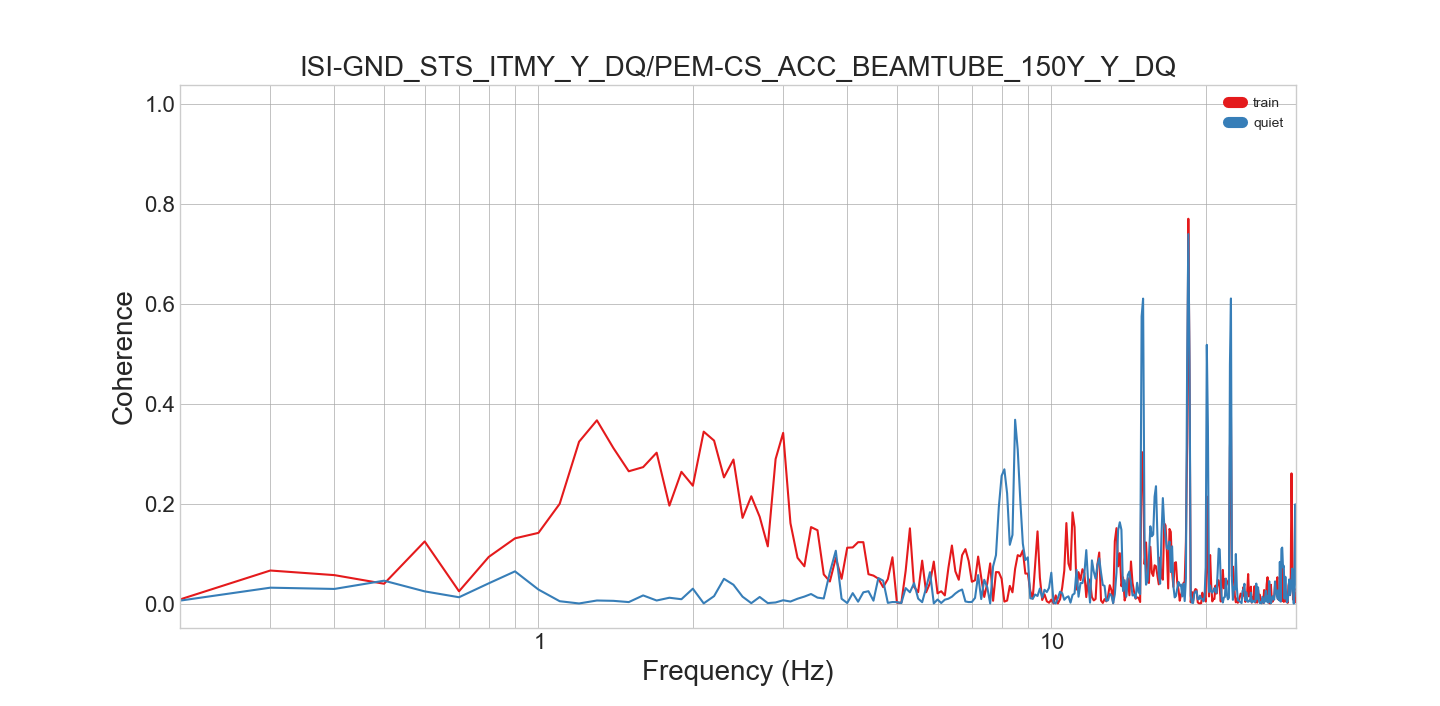 ISI-GND_STS_ITMY_Y_DQ/PEM-CS_ACC_BEAMTUBE_150Y_Y_DQ
train
quiet
1.0
0.8
0.6
0.4
0.2
0.0
Coherence
1
10
Frequency (Hz)